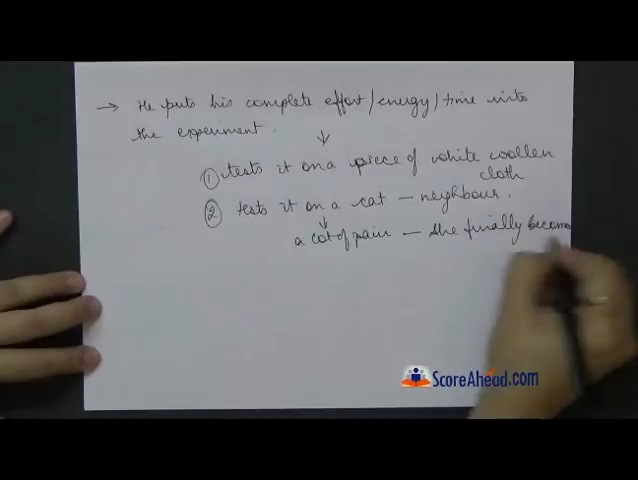 → He puts his complete effort/energy/time into
the experiment.
↓
① tests it on a piece of white woollen
cloth
② tests it on a cat – neighbour.
↓
a lot of pain — she finally becomes
ScoreAhead.com